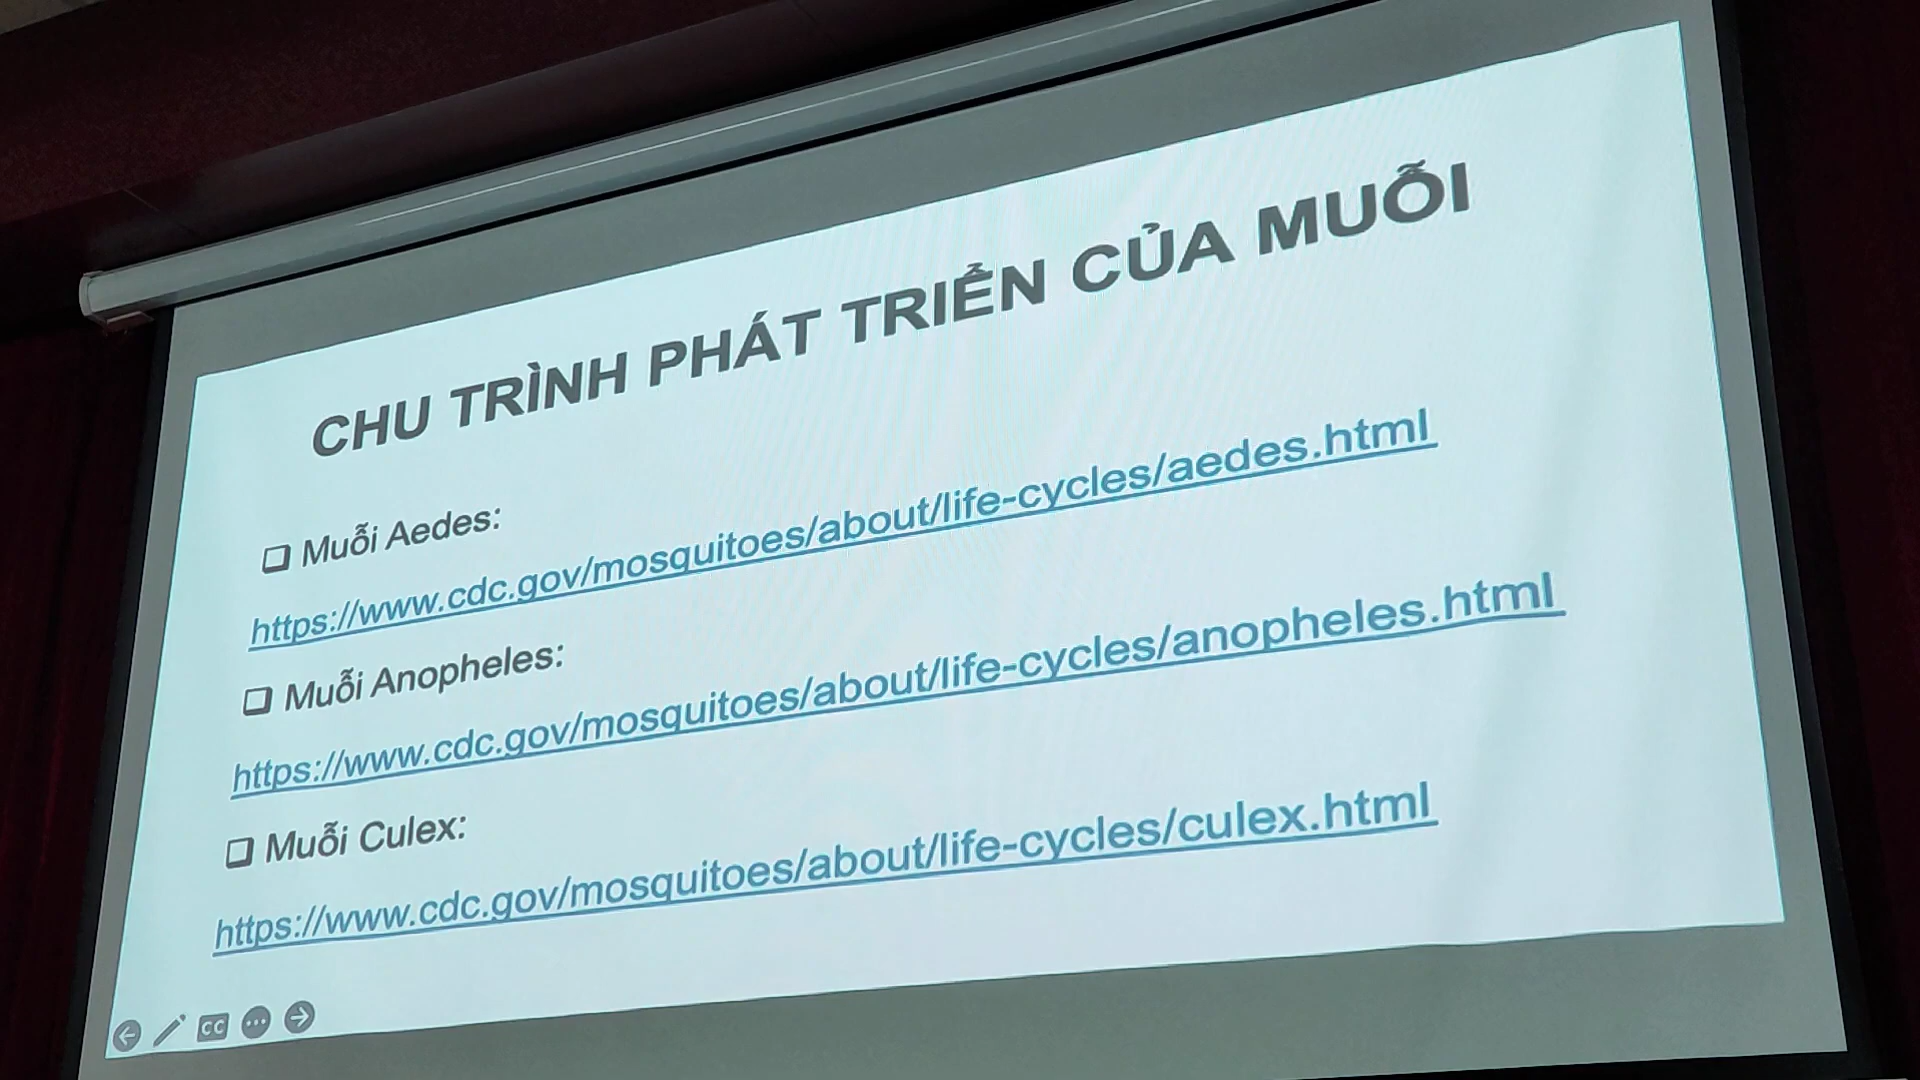 CHU TRÌNH PHÁT TRIỂN CỦA MUỖI
❑ Muỗi Aedes:
https://www.cdc.gov/mosquitoes/about/life-cycles/aedes.html
❑ Muỗi Anopheles:
https://www.cdc.gov/mosquitoes/about/life-cycles/anopheles.html
❑ Muỗi Culex:
https://www.cdc.gov/mosquitoes/about/life-cycles/culex.html
CC